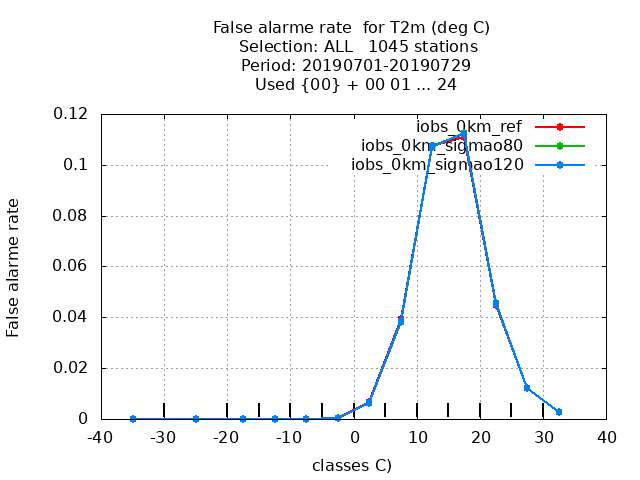 False alarme rate  for T2m (deg C)
Selection: ALL   1045 stations
Period: 20190701-20190729
Used {00} + 00 01 ... 24
iobs_0km_ref
iobs_0km_sigmao80
iobs_0km_sigmao120
False alarme rate
0.12
0.1
0.08
0.06
0.04
0.02
0
-40 -30 -20 -10 0 10 20 30 40
classes C)